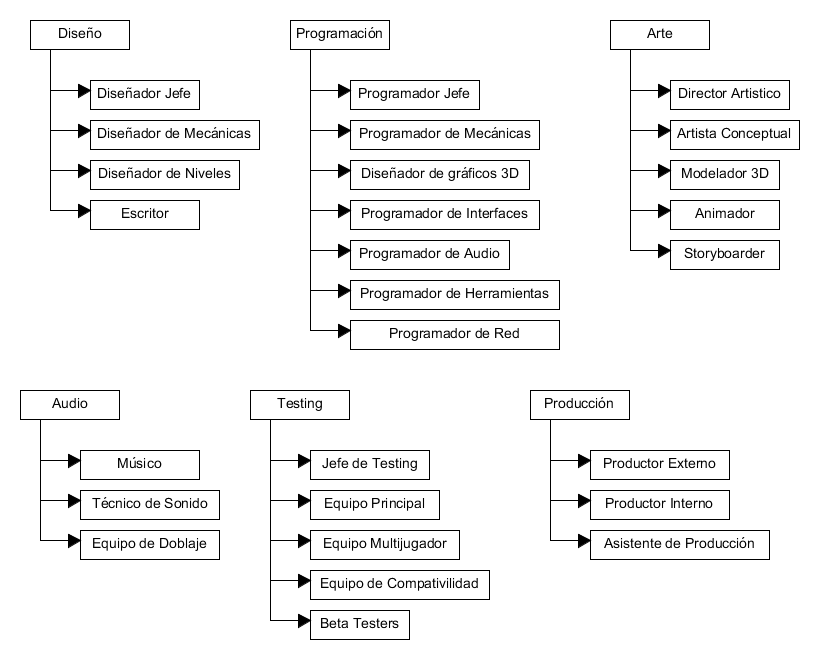 Diseño
Diseñador Jefe
Diseñador de Mecánicas
Diseñador de Niveles
Escritor
Programación
Programador Jefe
Programador de Mecánicas
Diseñador de gráficos 3D
Programador de Interfaces
Programador de Audio
Programador de Herramientas
Programador de Red
Arte
Director Artistico
Artista Conceptual
Modelador 3D
Animador
Storyboarder
Audio
Músico
Técnico de Sonido
Equipo de Doblaje
Testing
Jefe de Testing
Equipo Principal
Equipo Multijugador
Equipo de Compativilidad
Beta Testers
Producción
Productor Externo
Productor Interno
Asistente de Producción